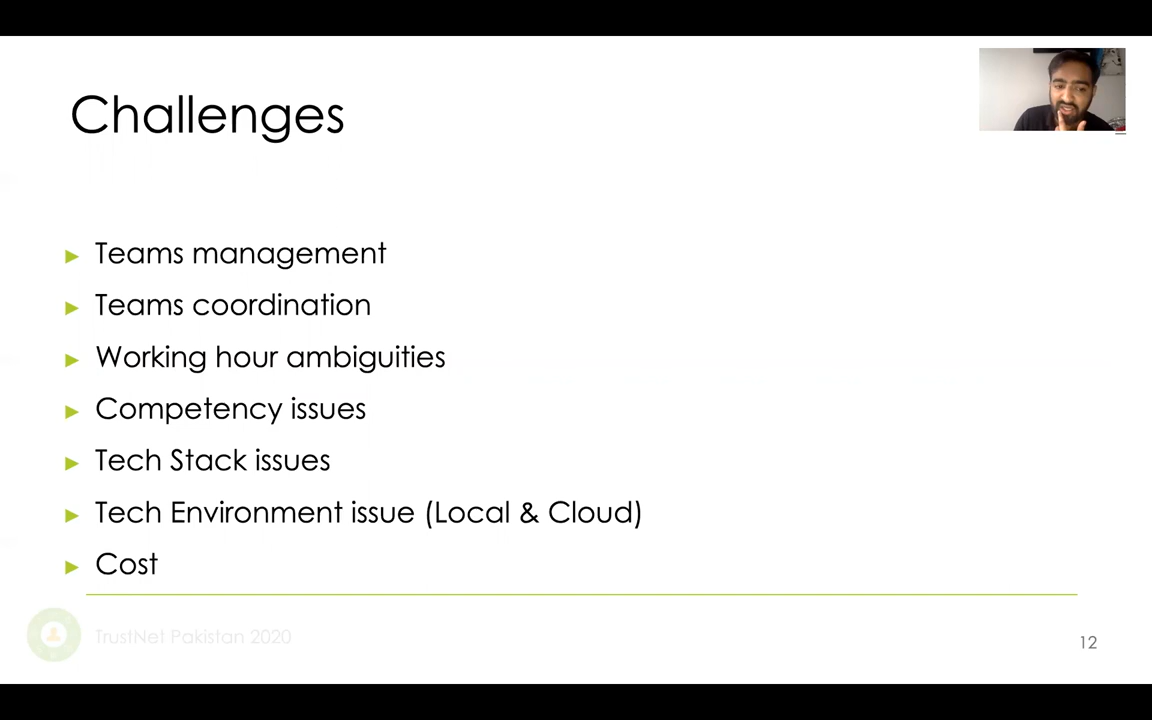 Challenges
► Teams management
► Teams coordination
► Working hour ambiguities
► Competency issues
► Tech Stack issues
► Tech Environment issue (Local & Cloud)
► Cost
TrustNet Pakistan 2020
12